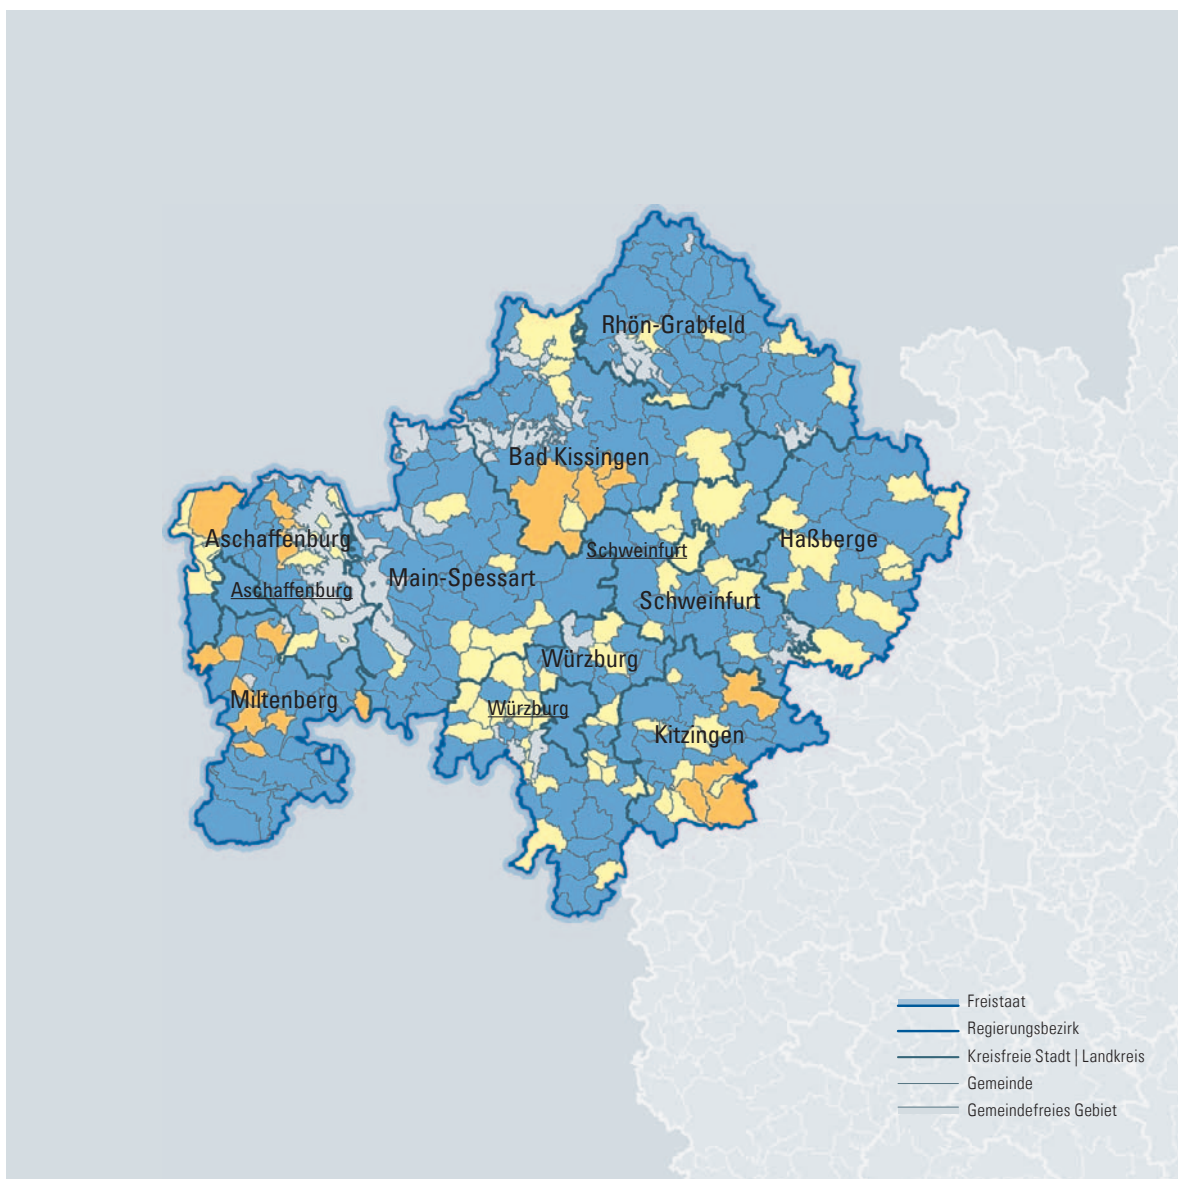 Rhön-Grabfeld
Bad Kissingen
Aschaffenburg
Haßberge
Schweinfurt
Main-Spessart
Aschaffenburg
Schweinfurt
Würzburg
Miltenberg
Würzburg
Kitzingen
Freistaat
Regierungsbezirk
Kreisfreie Stadt | Landkreis
Gemeinde
Gemeindefreies Gebiet